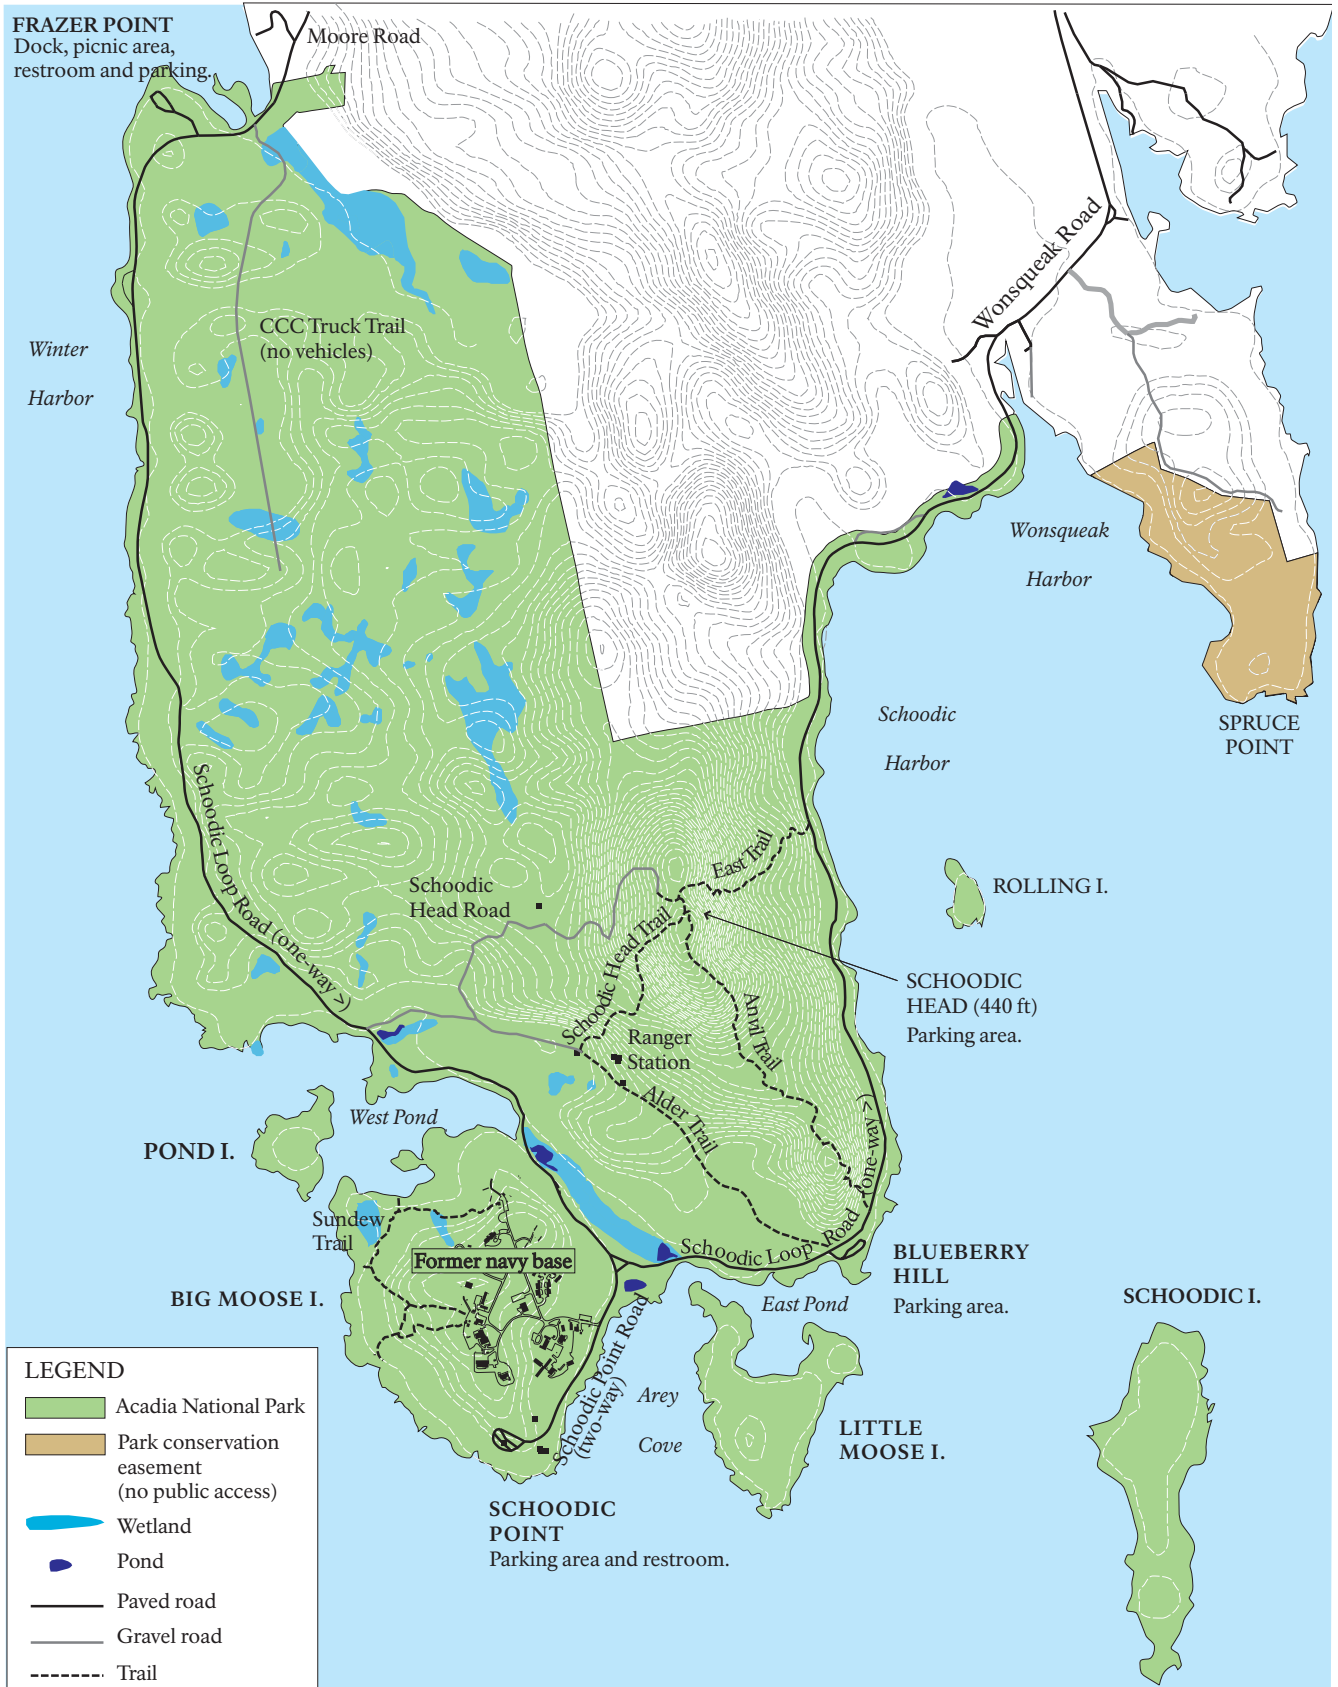 FRAZER POINT
Dock, picnic area,
restroom and parking.
Moore Road
Wonsqueak Road
CCC Truck Trail
(no vehicles)
Winter
Harbor
Wonsqueak
Harbor
Schoodic
Harbor
SPRUCE
POINT
Schoodic Loop Road (one-way >)
East Trail
Schoodic
Head Road
ROLLING I.
Schoodic Head Trail
SCHOODIC
HEAD (440 ft)
Parking area.
Anvil Trail
Ranger
Station
Alder Trail
West Pond
POND I.
Sundew
Trail
Former navy base
Schoodic Loop Road (one-way >)
BLUEBERRY
HILL
Parking area.
BIG MOOSE I.
East Pond
SCHOODIC I.
Schoodic Point Road
(two-way)
Arey
Cove
LITTLE
MOOSE I.
SCHOODIC
POINT
Parking area and restroom.
LEGEND
Acadia National Park
Park conservation
easement
(no public access)
Wetland
Pond
Paved road
Gravel road
Trail